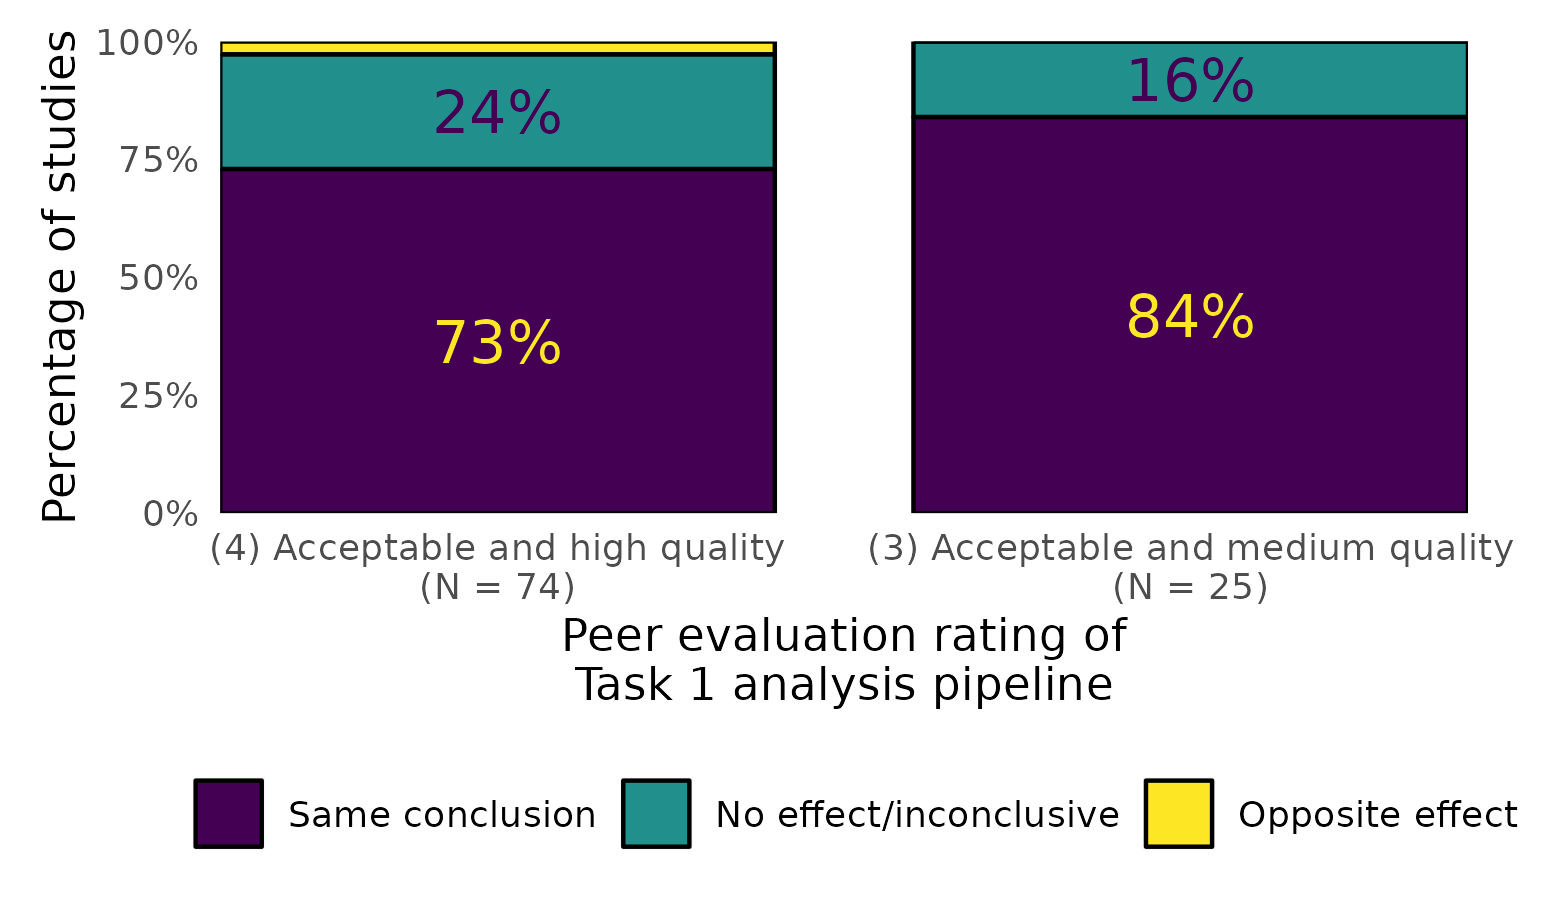 Percentage of studies
100%
75%
50%
25%
0%
24%
73%
16%
84%
(4) Acceptable and high quality
(N = 74)
(3) Acceptable and medium quality
(N = 25)
Peer evaluation rating of
Task 1 analysis pipeline
Same conclusion
No effect/inconclusive
Opposite effect